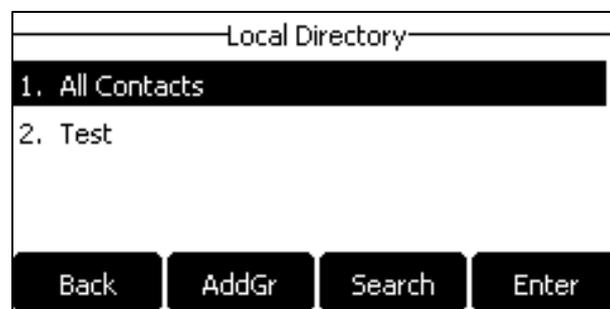 Local Directory
1. All Contacts
2. Test
Back AddGr Search Enter